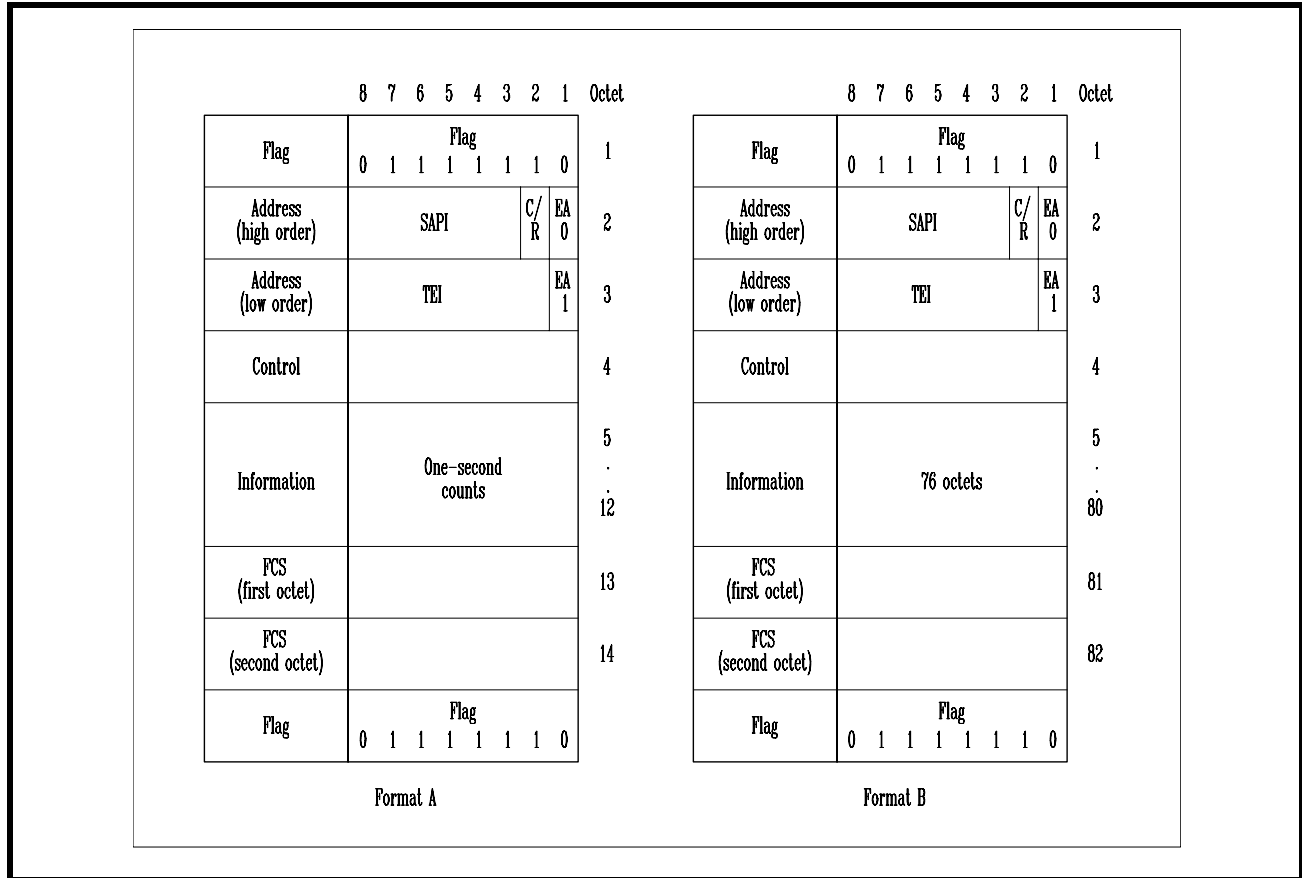 8 7 6 5 4 3 2 1 Octet
Flag
Flag
0 1 1 1 1 1 1 0
1
Address
(high order)
SAPI
C/
R
EA
0
2
Address
(low order)
TEI
EA
1
3
Control
4
Information
One-second
counts
5
.
.
12
FCS
(first octet)
13
FCS
(second octet)
14
Flag
Flag
0 1 1 1 1 1 1 0
Format A
8 7 6 5 4 3 2 1 Octet
Flag
Flag
0 1 1 1 1 1 1 0
1
Address
(high order)
SAPI
C/
R
EA
0
2
Address
(low order)
TEI
EA
1
3
Control
4
Information
76 octets
5
.
.
80
FCS
(first octet)
81
FCS
(second octet)
82
Flag
Flag
0 1 1 1 1 1 1 0
Format B